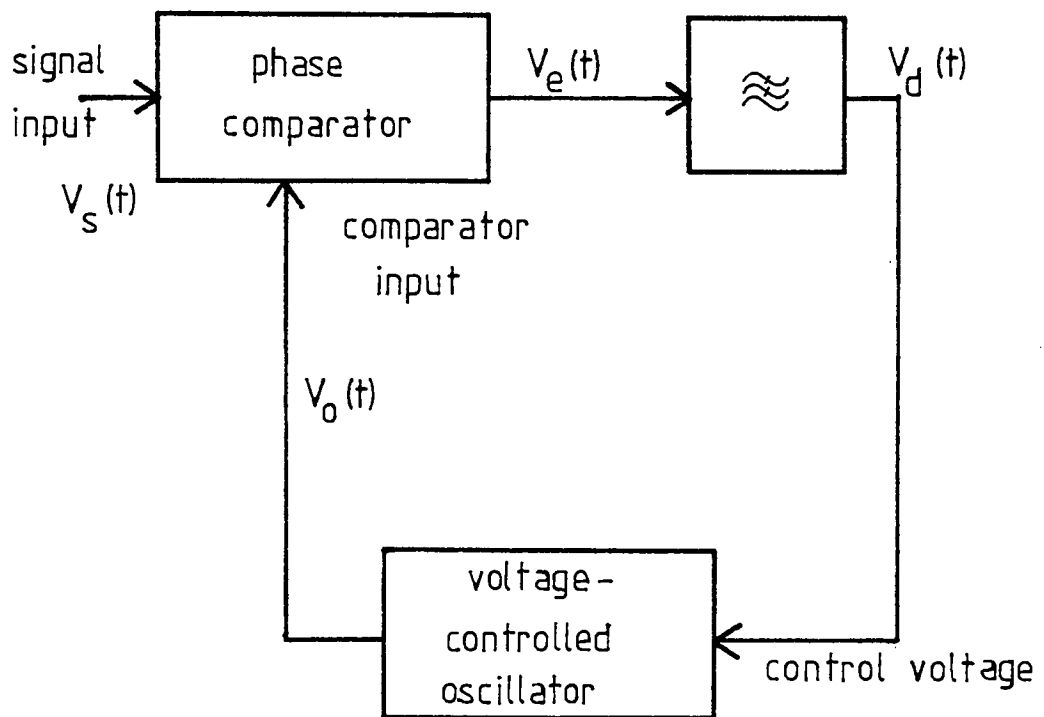 signal
input
V_s(t)
phase
comparator
V_e(t)
V_d(t)
comparator
input
V_o(t)
voltage-
controlled
oscillator
control voltage